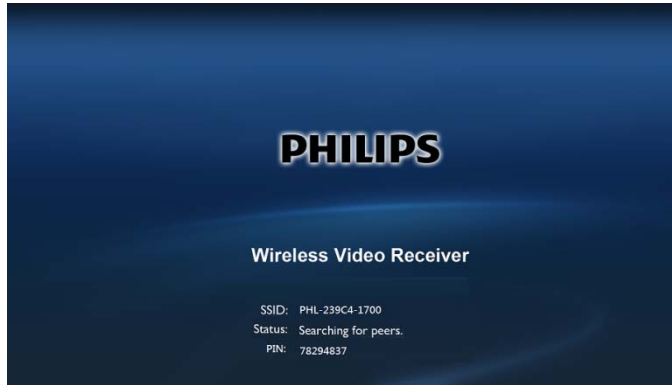 PHILIPS
Wireless Video Receiver
SSID: PHL-239C4-1700
Status: Searching for peers.
PIN: 78294837